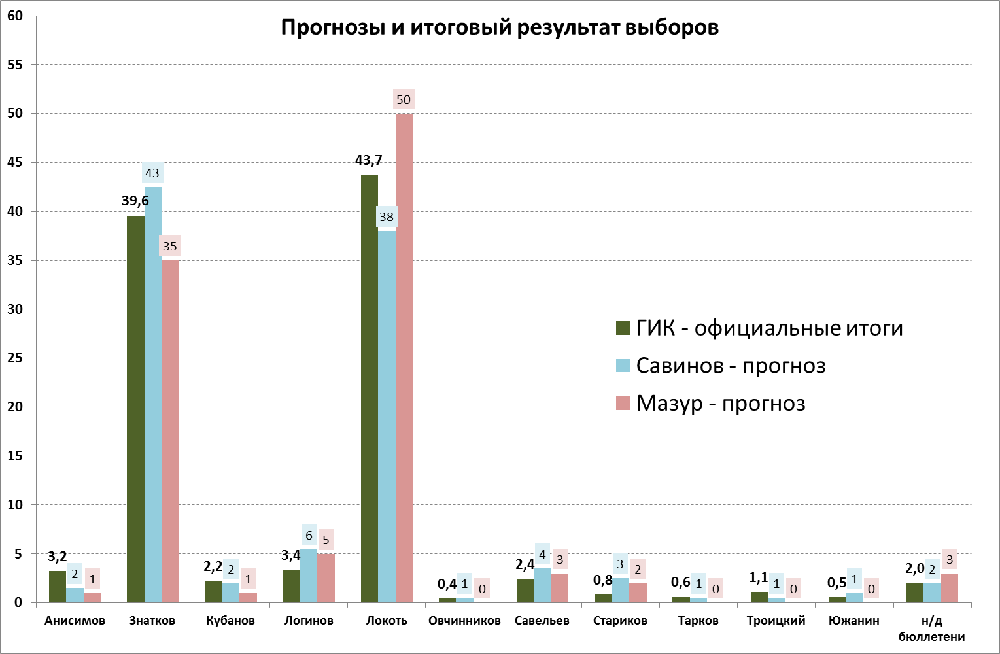 Прогнозы и итоговый результат выборов
60
55
50
45
40
35
30
25
20
15
10
5
0
3,2 2 1
39,6 43 35
2,2 2 1
3,4 6 5
43,7 38 50
0,4 1 0
2,4 4 3
0,8 3 2
0,6 1 0
1,1 1 0
0,5 1 0
2,0 2 3
ГИК - официальные итоги
Савинов - прогноз
Мазур - прогноз
Анисимов Знатков Кубанов Логинов Локоть Овчинников Савельев Стариков Тарков Троицкий Южанин н/д
бюллетени